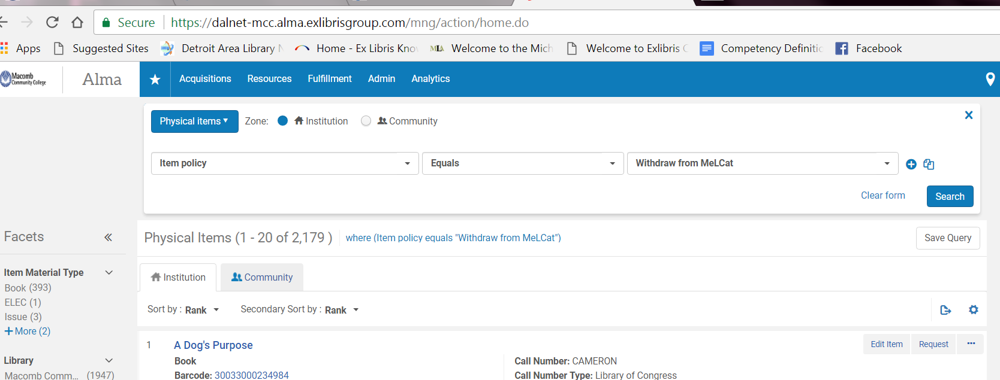 Secure https://dalnet-mcc.alma.exlibrisgroup.com/mng/action/home.do
Apps Suggested Sites Detroit Area Library N Home - Ex Libris Know MLA Welcome to the Mich Welcome to Exlibris C Competency Definitic Facebook
Macomb
Community College
Alma Acquisitions Resources Fulfillment Admin Analytics
Physical items Zone: Institution Community
Item policy Equals Withdraw from MeLCat
Clear form Search
Facets
Physical Items (1 - 20 of 2,179 ) where (Item policy equals "Withdraw from MeLCat") Save Query
Item Material Type
Institution Community
Book (393)
ELEC (1)
Issue (3)
+ More (2)
Sort by : Rank Secondary Sort by : Rank
1 A Dog's Purpose Edit Item Request ...
Library
Book Call Number: CAMERON
Macomb Comm... (1947)
Barcode: 30033000234984 Call Number Type: Library of Congress